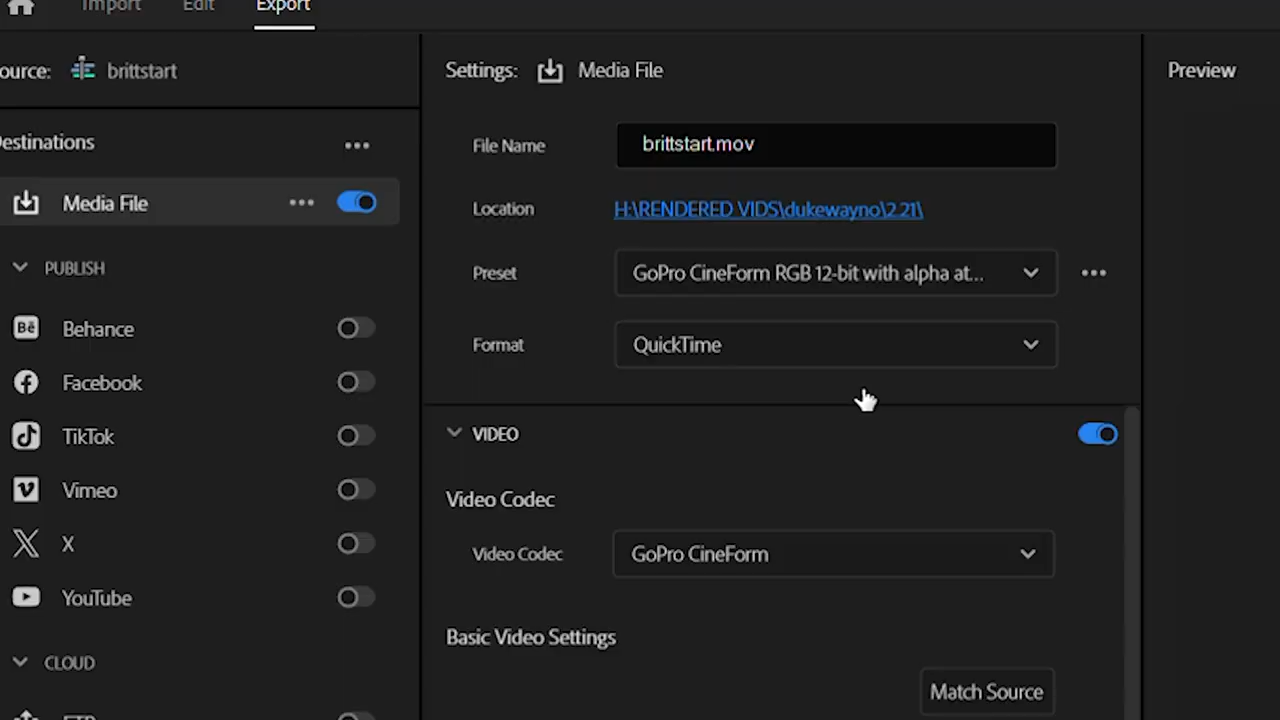 Import Edit Export
ource: brittstart
Settings: Media File
Preview
estinations
Media File
PUBLISH
Bē Behance
Facebook
TikTok
Vimeo
X
YouTube
CLOUD
File Name brittstart.mov
Location H:\RENDERED VIDS\dukewayno\2.21\
Preset GoPro CineForm RGB 12-bit with alpha at...
Format QuickTime
VIDEO
Video Codec
Video Codec GoPro CineForm
Basic Video Settings
Match Source